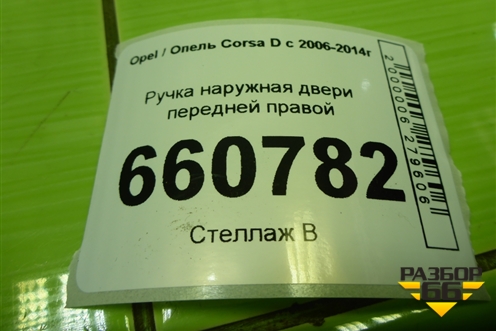 Opel / Опель Corsa D с 2006-2014г
Ручка наружная двери
передней правой
660782
Стеллаж В
2000006279606
РАЗБОР
66